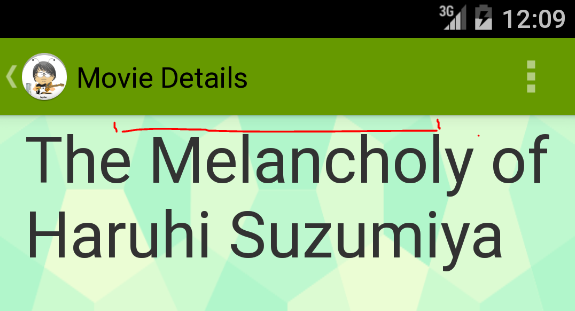 3G 12:09
Movie Details
The Melancholy of
Haruhi Suzumiya